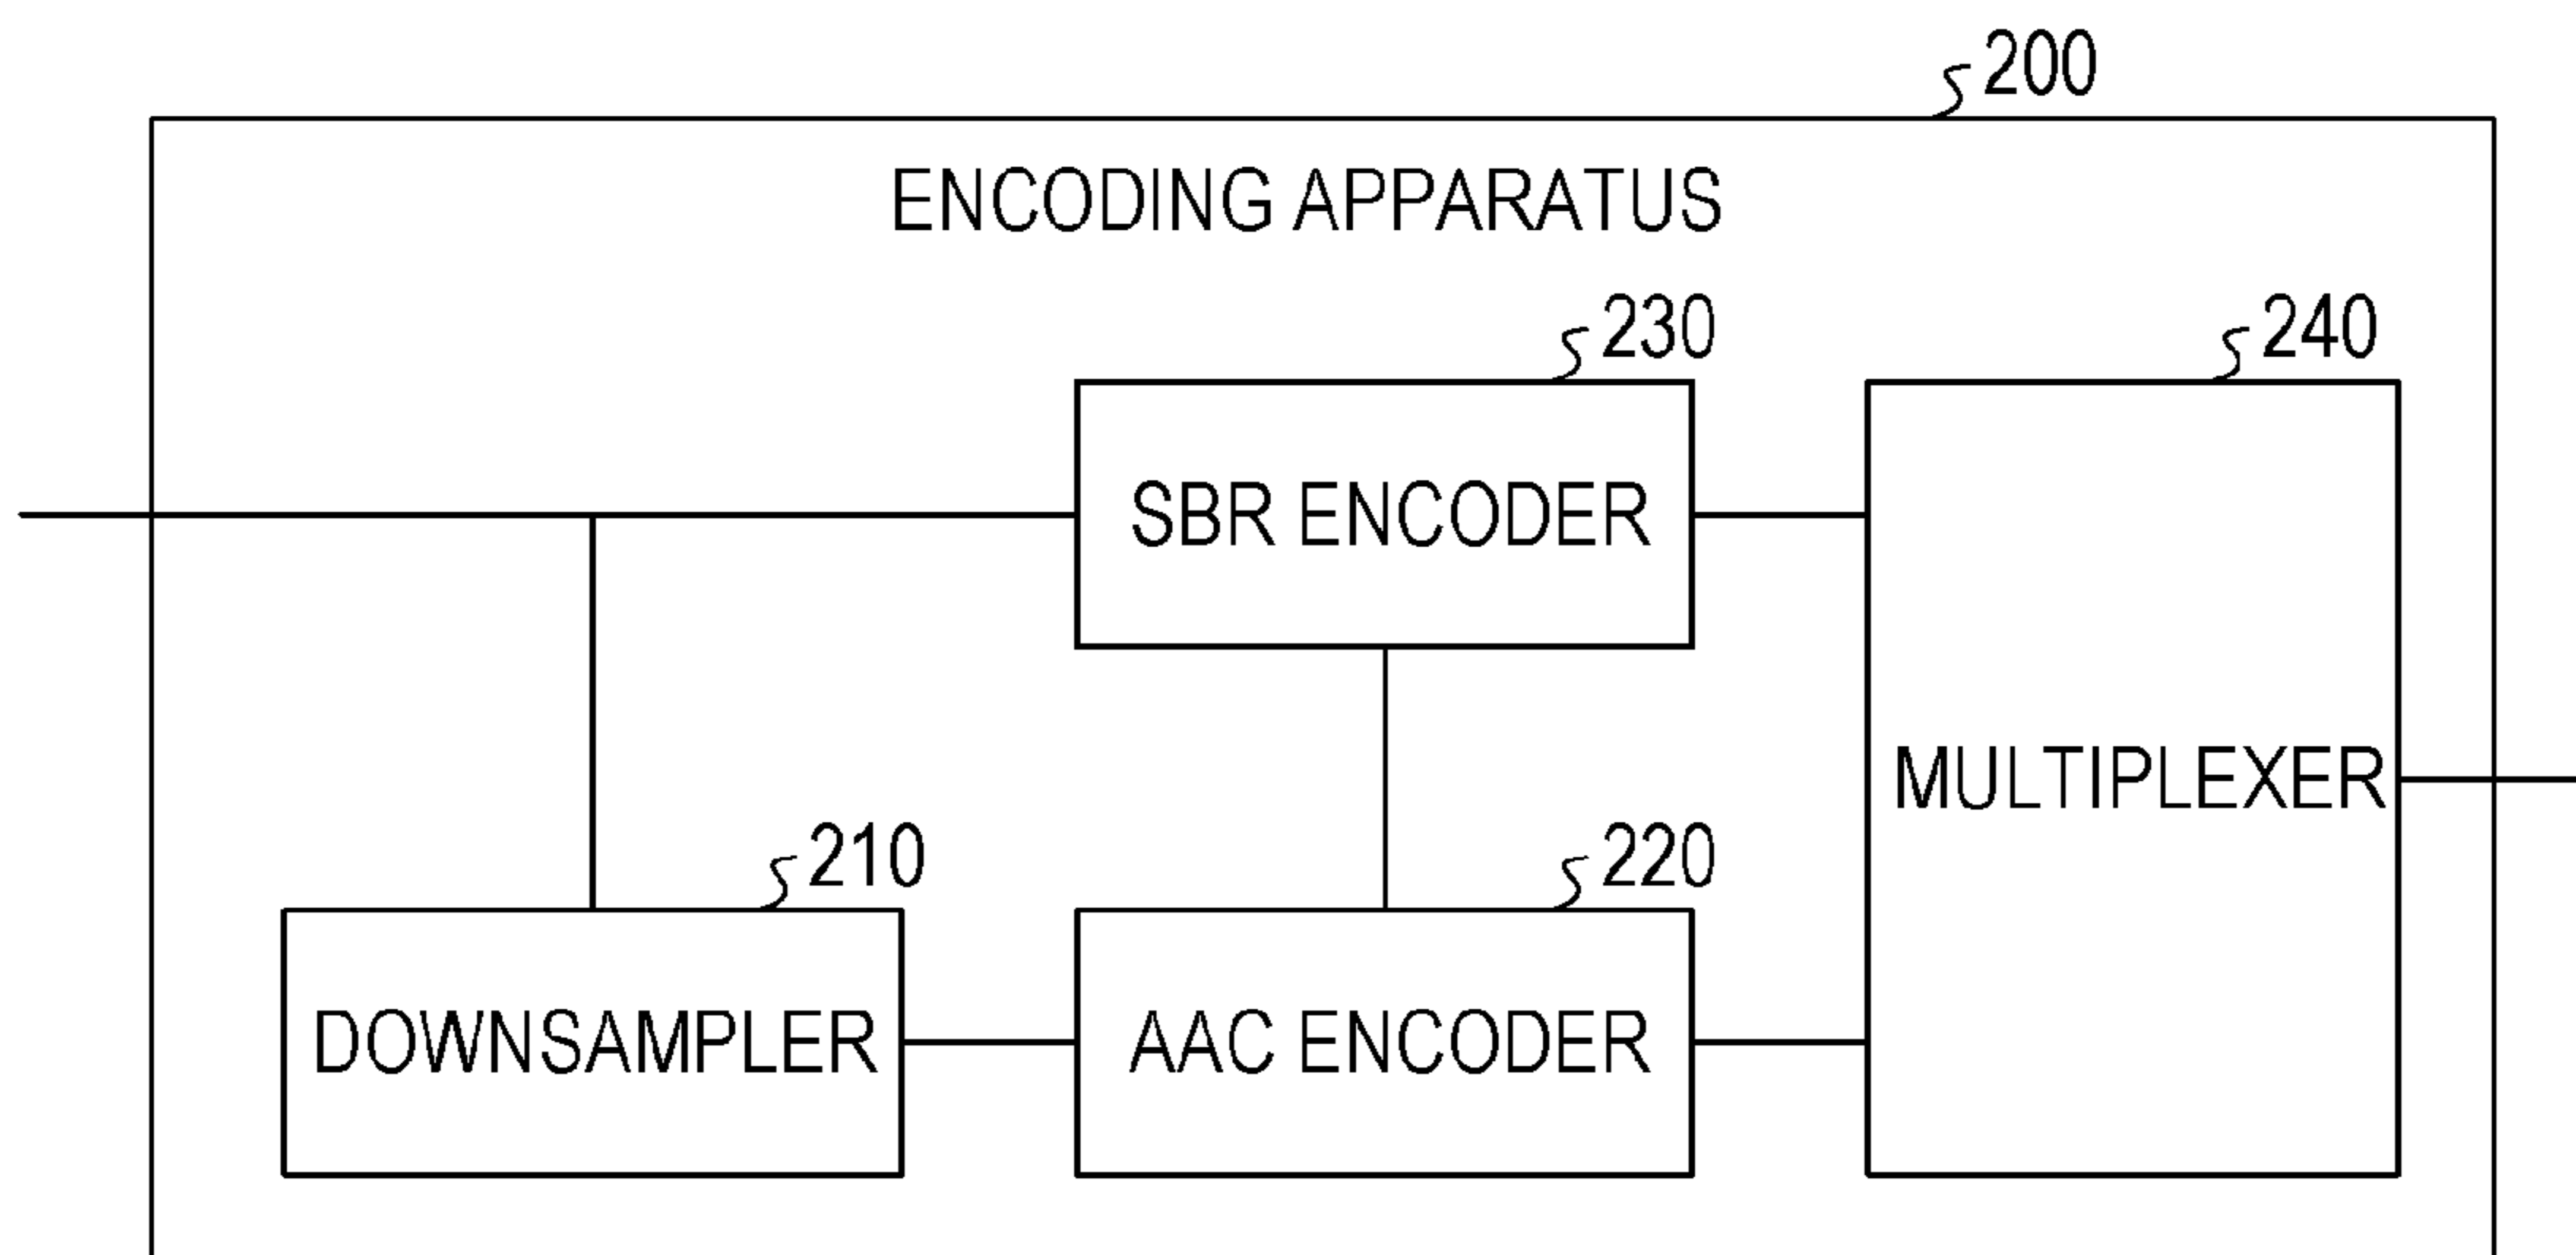 200
ENCODING APPARATUS
230
240
SBR ENCODER
MULTIPLEXER
210
220
DOWNSAMPLER
AAC ENCODER